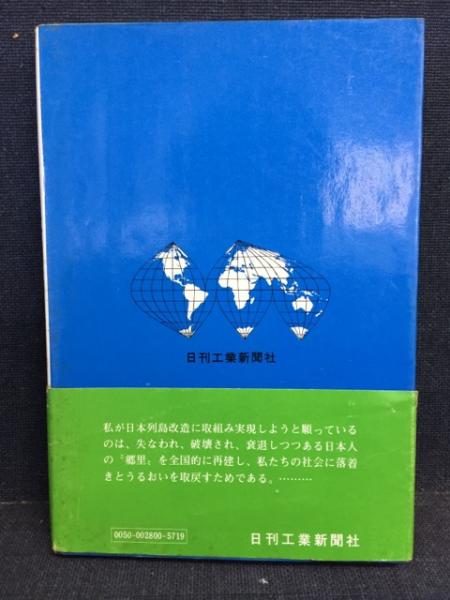 日刊工業新聞社
私が日本列島改造に取組み実現しようと願っている
のは、失なわれ、破壊され、衰退しつつある日本人
の〝郷里〟を全国的に再建し、私たちの社会に落着
きとうるおいを取戻すためである。………
0050-002800-5719
日刊工業新聞社